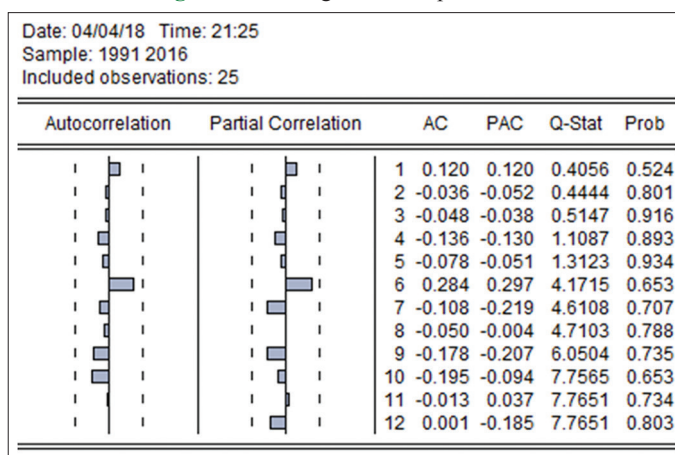 Date: 04/04/18 Time: 21:25
Sample: 1991 2016
Included observations: 25
Autocorrelation Partial Correlation AC PAC Q-Stat Prob
1 0.120 0.120 0.4056 0.524
2 -0.036 -0.052 0.4444 0.801
3 -0.048 -0.038 0.5147 0.916
4 -0.136 -0.130 1.1087 0.893
5 -0.078 -0.051 1.3123 0.934
6 0.284 0.297 4.1715 0.653
7 -0.108 -0.219 4.6108 0.707
8 -0.050 -0.004 4.7103 0.788
9 -0.178 -0.207 6.0504 0.735
10 -0.195 -0.094 7.7565 0.653
11 -0.013 0.037 7.7651 0.734
12 0.001 -0.185 7.7651 0.803